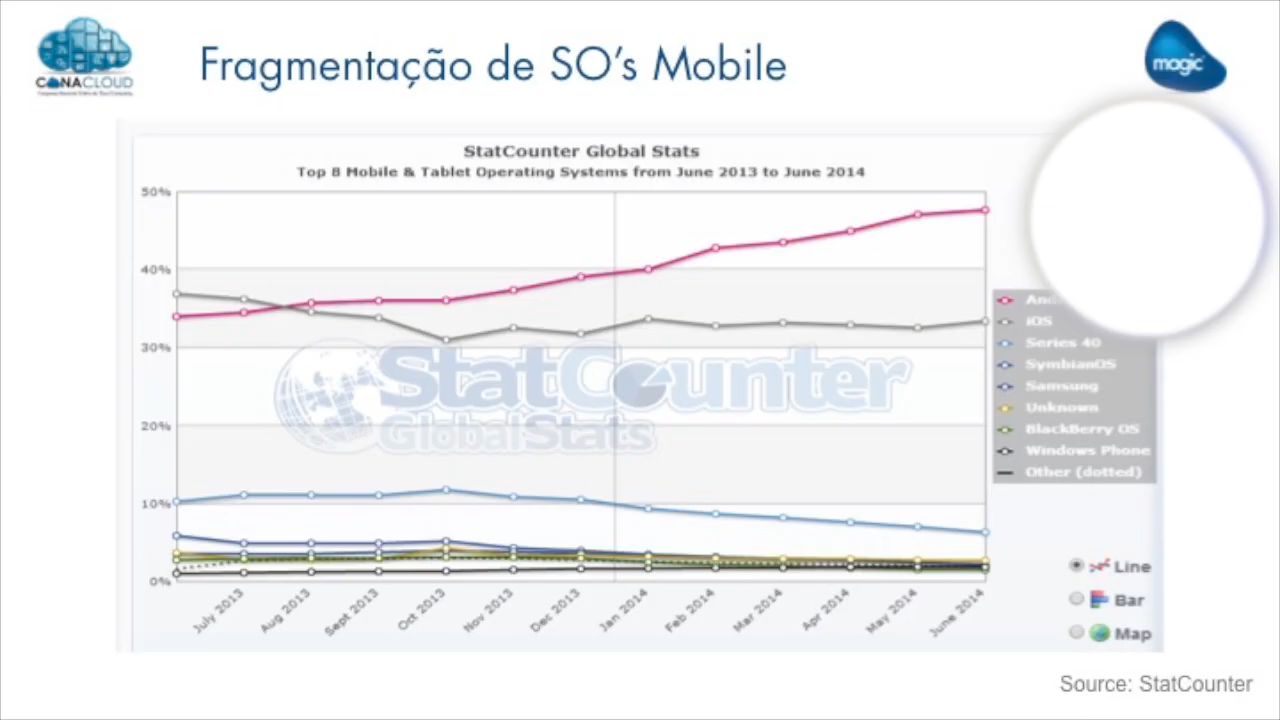 CONACLOUD
Fragmentação de SO's Mobile
magic
StatCounter Global Stats
Top 8 Mobile & Tablet Operating Systems from June 2013 to June 2014
50%
40%
30%
20%
10%
0%
StatCounter
GlobalStats
July 2013
Aug 2013
Sept 2013
Oct 2013
Nov 2013
Dec 2013
Jan 2014
Feb 2014
Mar 2014
Apr 2014
May 2014
June 2014
iOS
Series 40
SymbianOS
Samsung
Unknown
BlackBerry OS
Windows Phone
Other (dotted)
Line
Bar
Map
Source: StatCounter